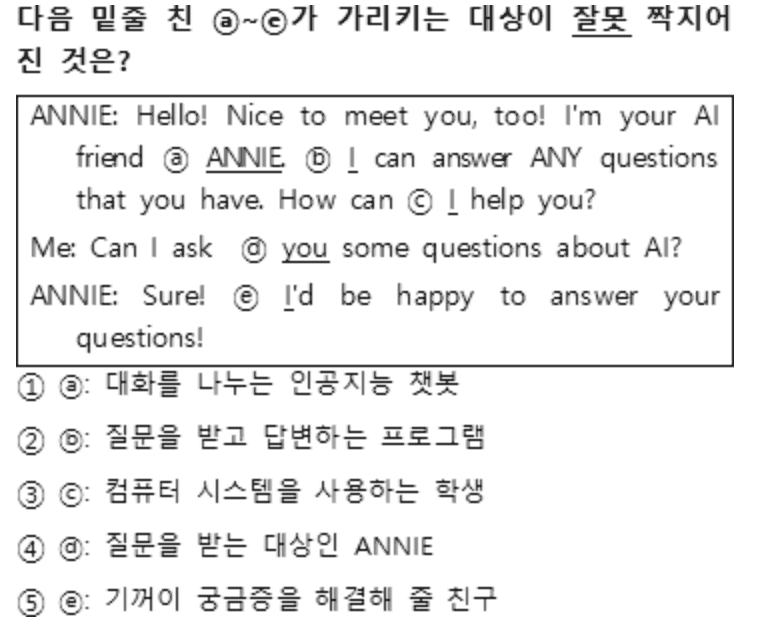 다음 밑줄 친 ⓐ~ⓔ가 가리키는 대상이 잘못 짝지어
진 것은?
ANNIE: Hello! Nice to meet you, too! I'm your AI
friend ⓐ ANNIE. ⓑ I can answer ANY questions
that you have. How can ⓒ I help you?
Me: Can I ask ⓓ you some questions about AI?
ANNIE: Sure! ⓔ I'd be happy to answer your
questions!
① ⓐ: 대화를 나누는 인공지능 챗봇
② ⓑ: 질문을 받고 답변하는 프로그램
③ ⓒ: 컴퓨터 시스템을 사용하는 학생
④ ⓓ: 질문을 받는 대상인 ANNIE
⑤ ⓔ: 기꺼이 궁금증을 해결해 줄 친구